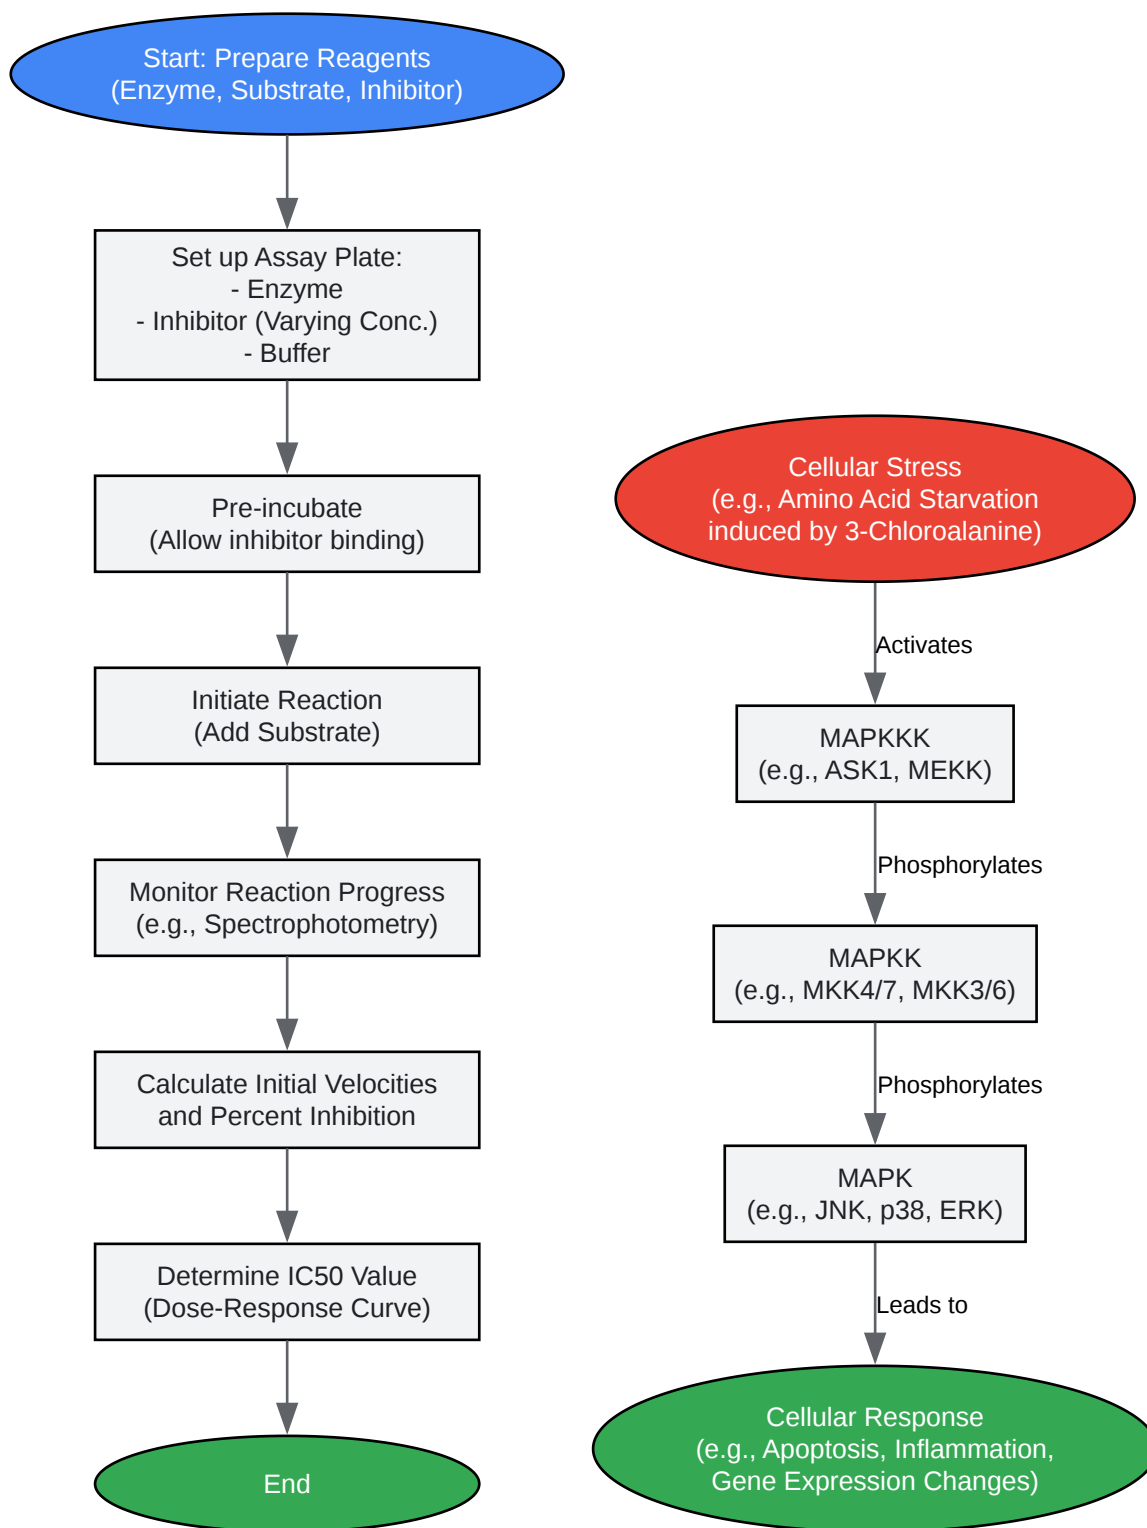 Start: Prepare Reagents
(Enzyme, Substrate, Inhibitor)
Set up Assay Plate:
- Enzyme
- Inhibitor (Varying Conc.)
- Buffer
Pre-incubate
(Allow inhibitor binding)
Initiate Reaction
(Add Substrate)
Monitor Reaction Progress
(e.g., Spectrophotometry)
Calculate Initial Velocities
and Percent Inhibition
Determine IC50 Value
(Dose-Response Curve)
End
Cellular Stress
(e.g., Amino Acid Starvation
induced by 3-Chloroalanine)
Activates
MAPKKK
(e.g., ASK1, MEKK)
Phosphorylates
MAPKK
(e.g., MKK4/7, MKK3/6)
Phosphorylates
MAPK
(e.g., JNK, p38, ERK)
Leads to
Cellular Response
(e.g., Apoptosis, Inflammation,
Gene Expression Changes)